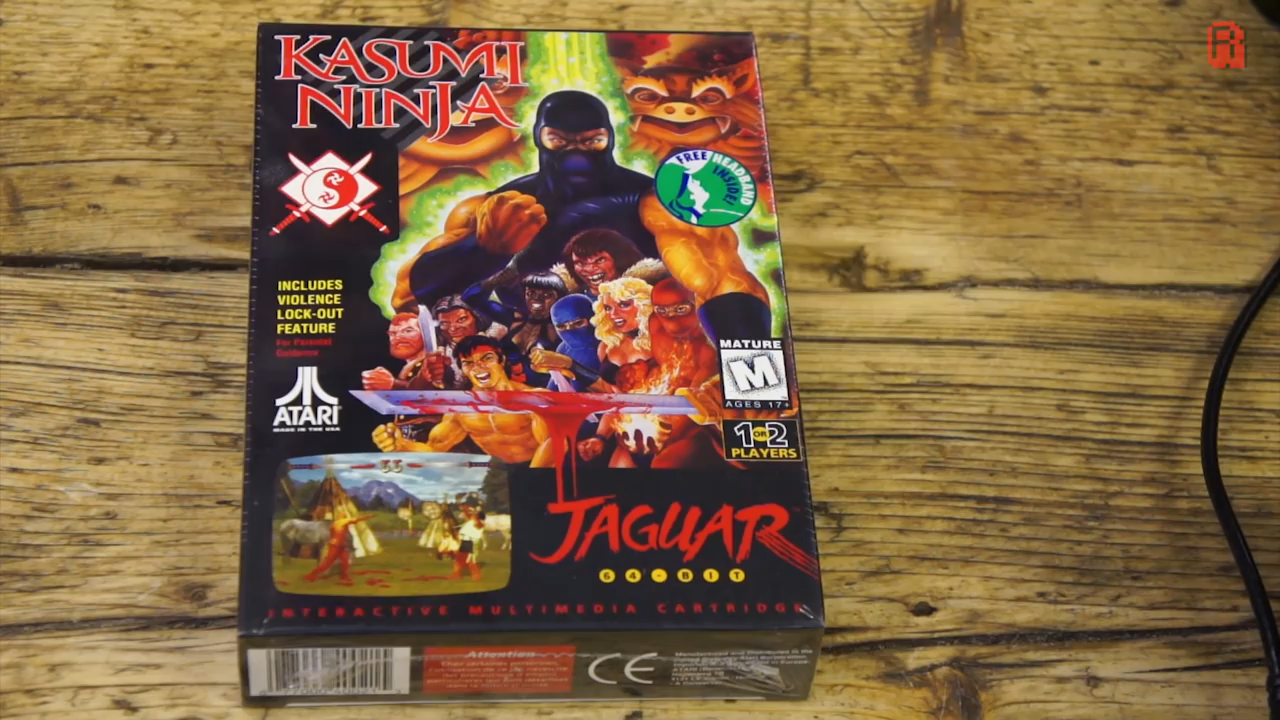 KASUMI
NINJA
FREE HEADBAND
INSIDE!
INCLUDES
VIOLENCE
LOCK-OUT
FEATURE
For Parental
Guidance
ATARI
MADE IN THE USA
MATURE
M
AGES 17+
1 OR 2
PLAYERS
JAGUAR
64-BIT
INTERACTIVE MULTIMEDIA CARTRIDGE
Attention
CE